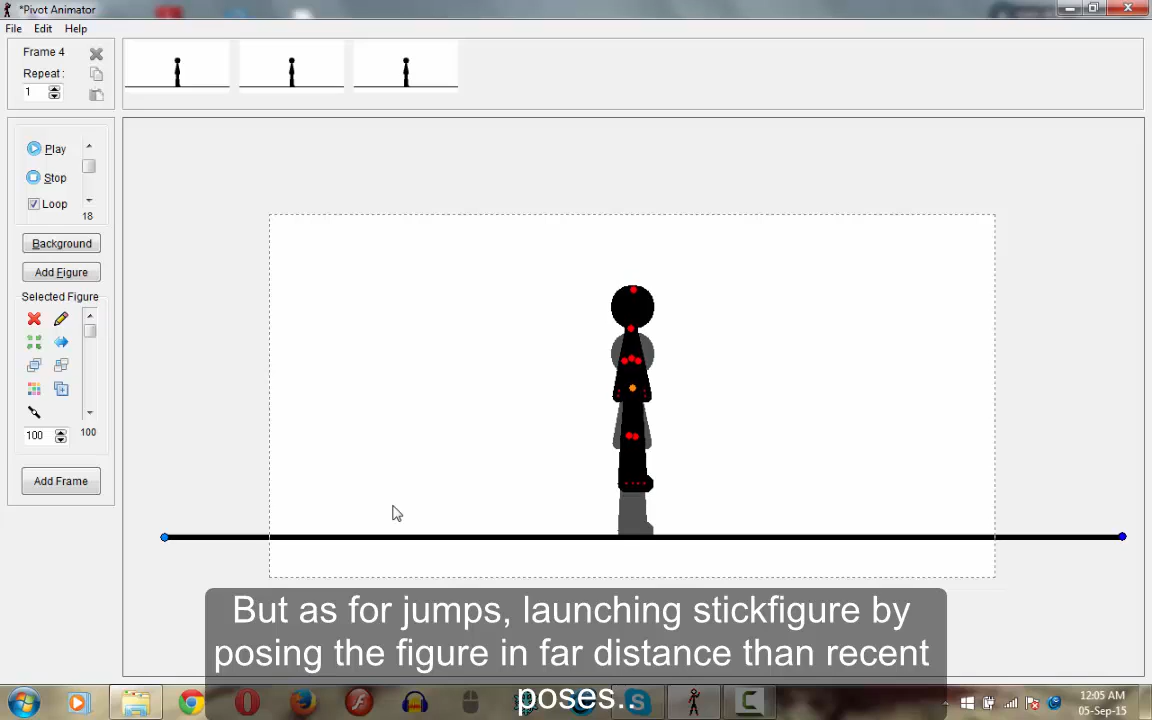 *Pivot Animator
File Edit Help
Frame 4
Repeat :
1
Play
Stop
Loop
18
Background
Add Figure
Selected Figure
100
100
Add Frame
But as for jumps, launching stickfigure by
posing the figure in far distance than recent
poses..
12:05 AM
05-Sep-15